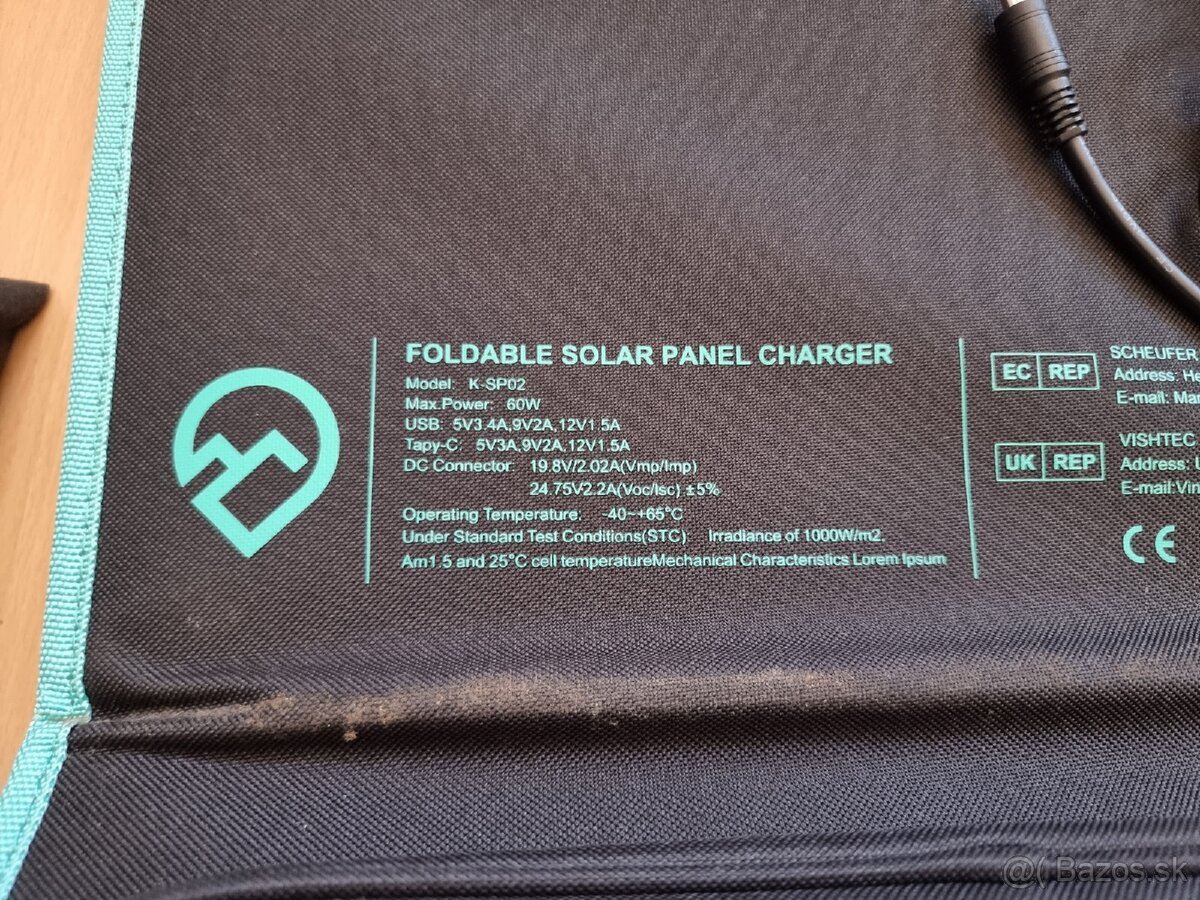 FOLDABLE SOLAR PANEL CHARGER
Model: K-SP02
Max.Power: 60W
USB: 5V3.4A,9V2A,12V1.5A
Tapy-C: 5V3A,9V2A,12V1.5A
DC Connector: 19.8V/2.02A(Vmp/Imp)
24.75V2.2A(Voc/Isc) ±5%
Operating Temperature: -40~+65°C
Under Standard Test Conditions(STC): Irradiance of 1000W/m2.
Am1.5 and 25°C cell temperatureMechanical Characteristics Lorem Ipsum
EC REP
SCHEUFER
Address: He
E-mail: Mar
UK REP
VISHTEC
Address: U
E-mail:Vin
CE
@( Bazos.sk